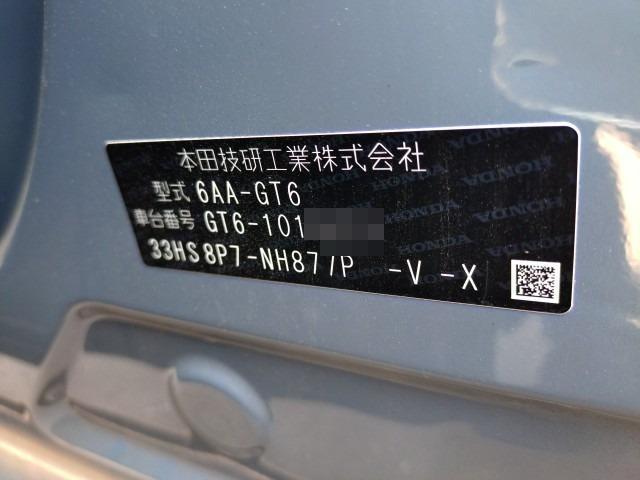 本田技研工業株式会社
型式 6AA-GT6
車台番号 GT6-101
33HS 8P7-NH877P -V -X